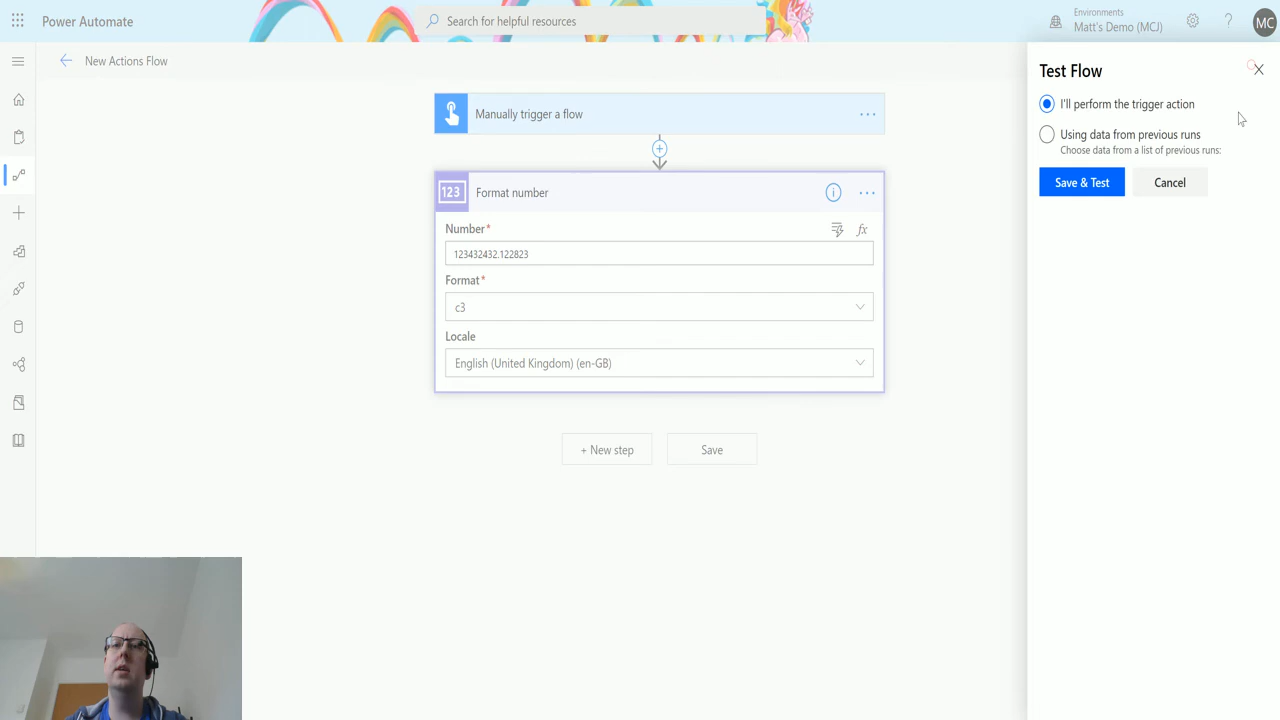 Power Automate
Search for helpful resources
Environments
Matt's Demo (MCJ)
?
MC
New Actions Flow
Manually trigger a flow
...
Format number
...
Number*
fx
123432432.122823
Format*
c3
Locale
English (United Kingdom) (en-GB)
+ New step
Save
Test Flow
I'll perform the trigger action
Using data from previous runs
Choose data from a list of previous runs:
Save & Test
Cancel
123